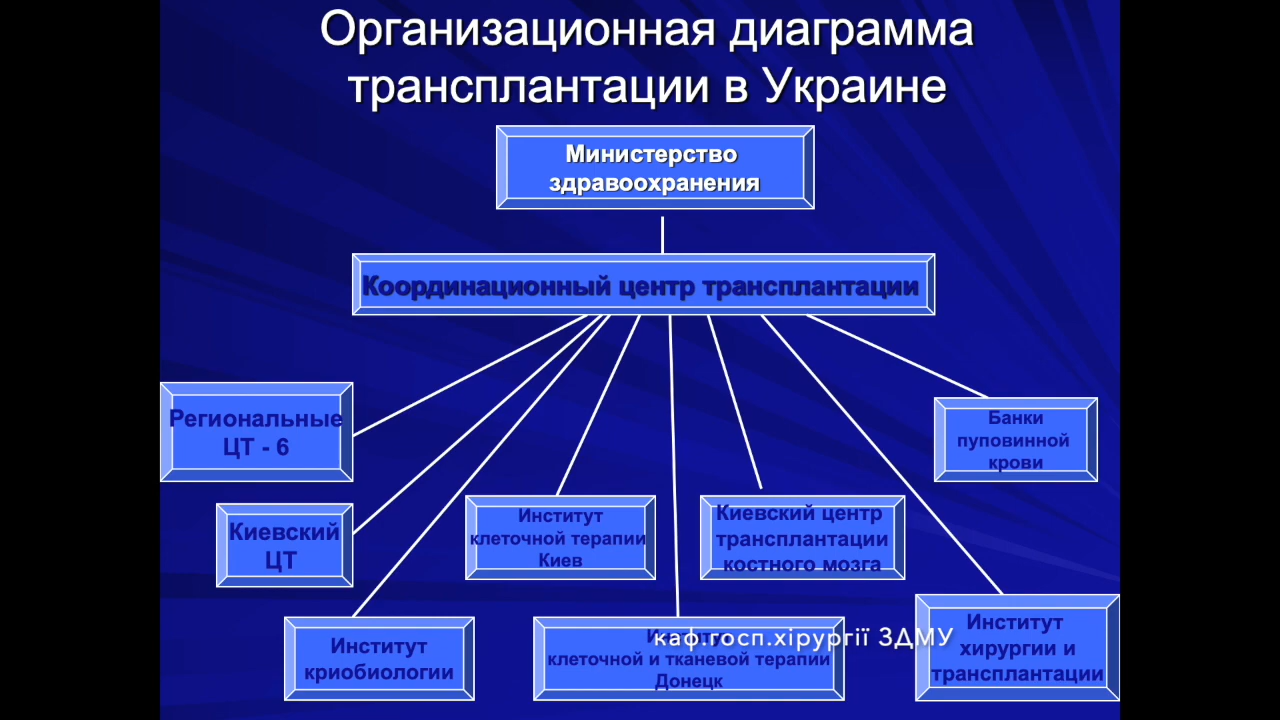 Организационная диаграмма
трансплантации в Украине
Министерство
здравоохранения
Координационный центр трансплантации
Региональные
ЦТ - 6
Банки
пуповинной
крови
Киевский
ЦТ
Институт
клеточной терапии
Киев
Киевский центр
трансплантации
костного мозга
Институт
криобиологии
Институт
клеточной и тканевой терапии
Донецк
Институт
хирургии и
трансплантации
каф.госп.хірургії ЗДМУ